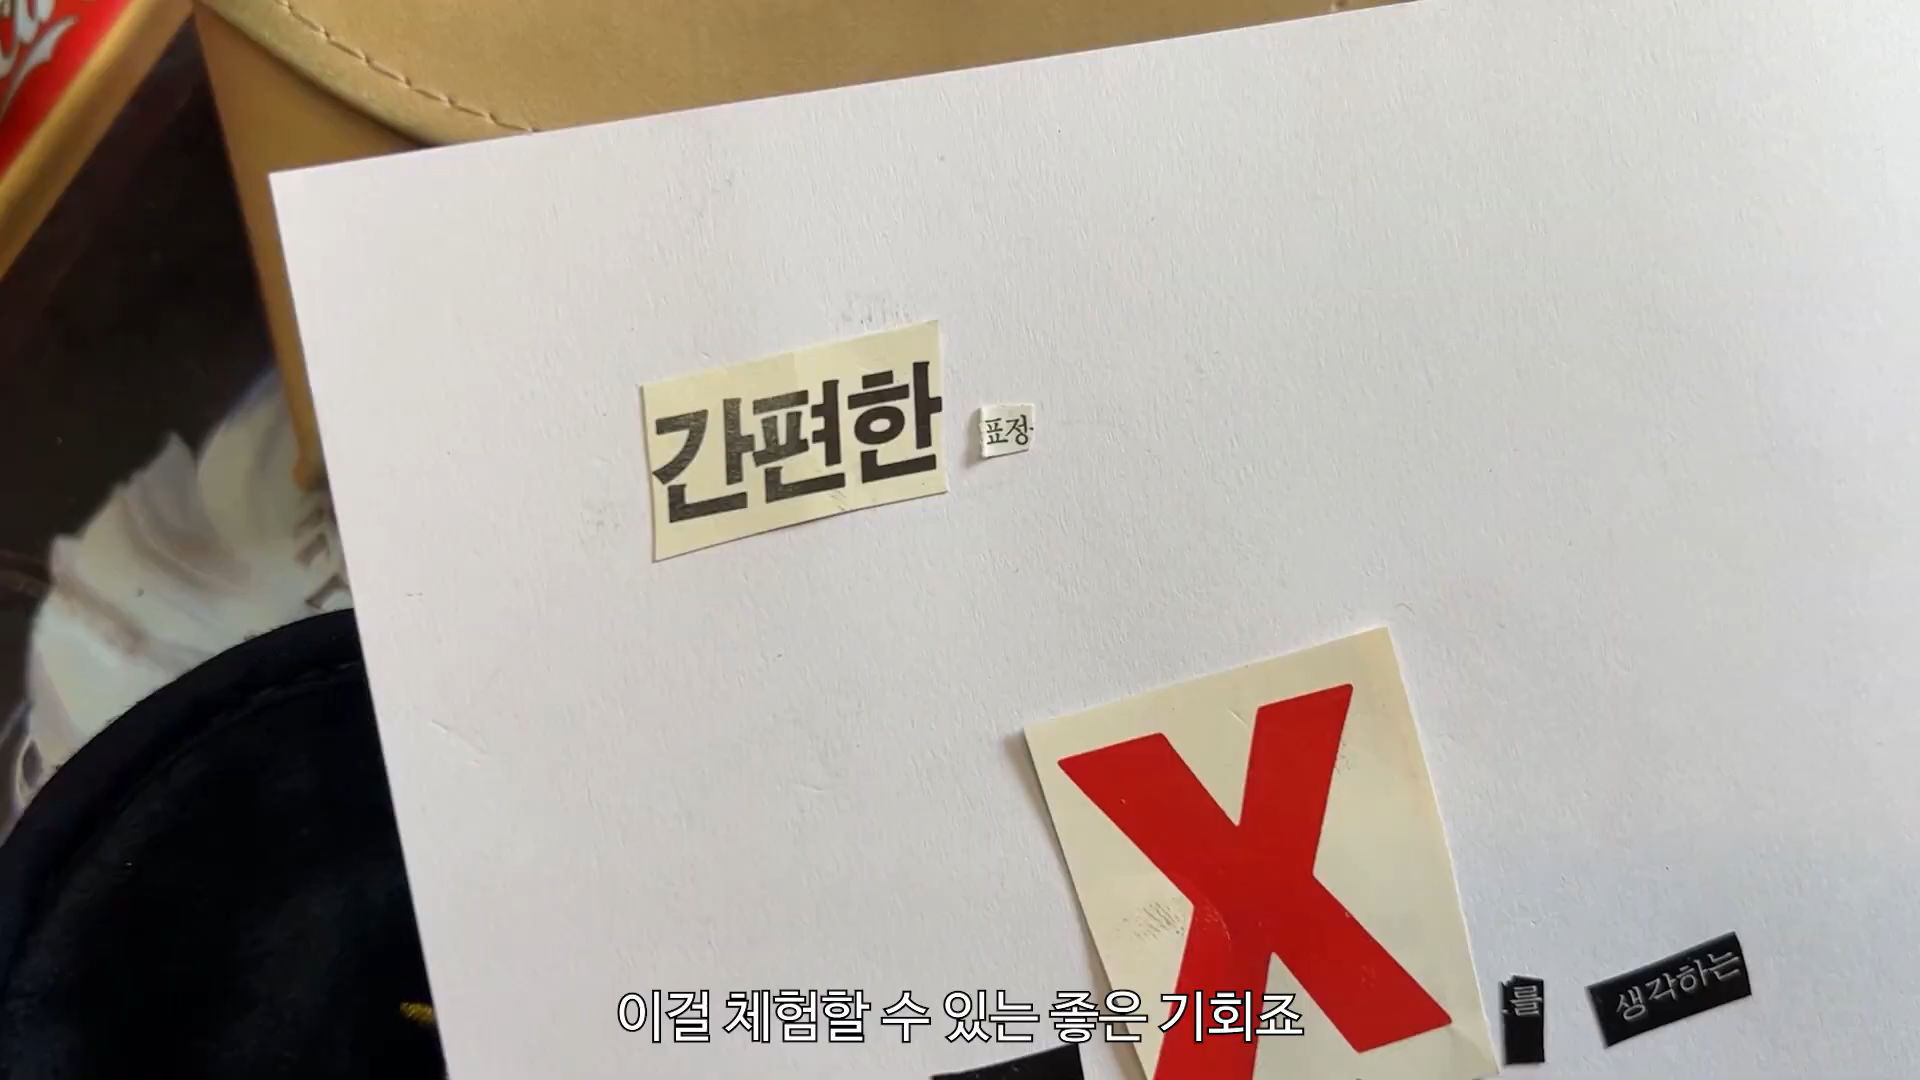 간편한 표정
X를 생각하는
이걸 체험할 수 있는 좋은 기회죠